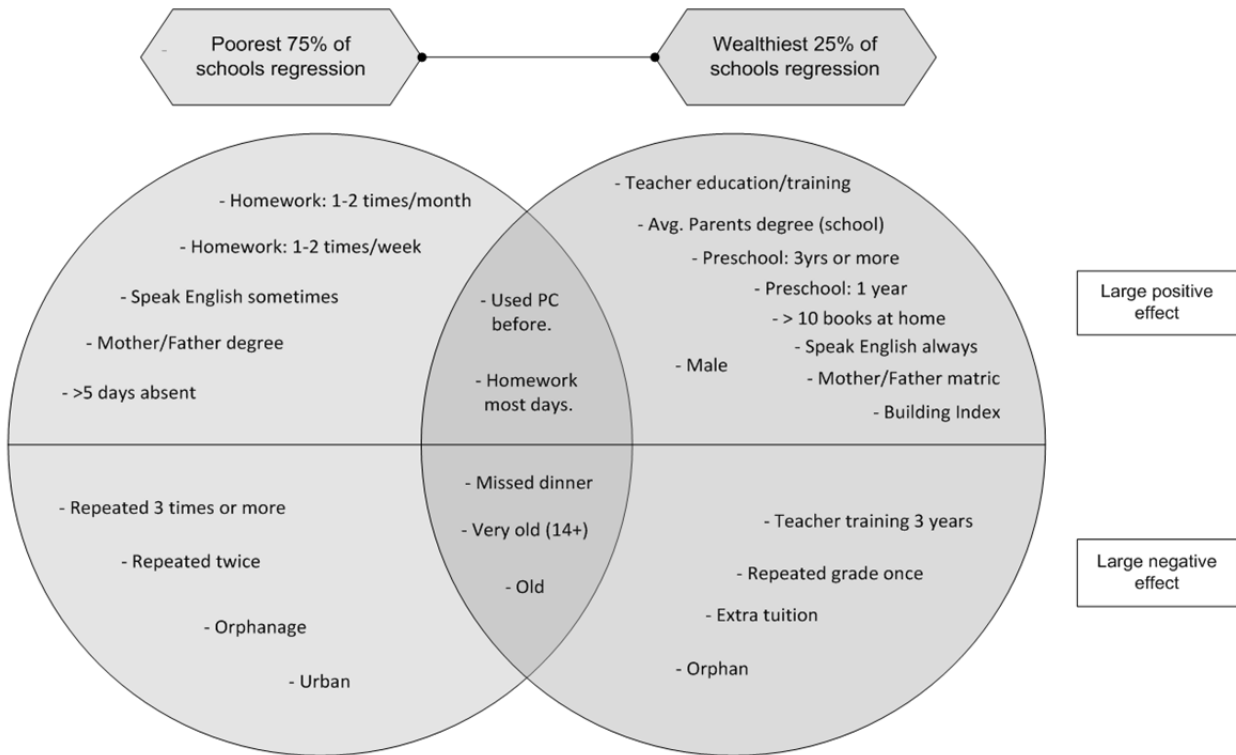 Poorest 75% of
schools regression
Wealthiest 25% of
schools regression
- Homework: 1-2 times/month
- Homework: 1-2 times/week
- Speak English sometimes
- Mother/Father degree
- >5 days absent
- Used PC
before.
- Homework
most days.
- Teacher education/training
- Avg. Parents degree (school)
- Preschool: 3yrs or more
- Preschool: 1 year
- > 10 books at home
- Speak English always
- Male
- Mother/Father matric
- Building Index
Large positive
effect
- Repeated 3 times or more
- Repeated twice
- Orphanage
- Urban
- Missed dinner
- Very old (14+)
- Old
- Teacher training 3 years
- Repeated grade once
- Extra tuition
- Orphan
Large negative
effect